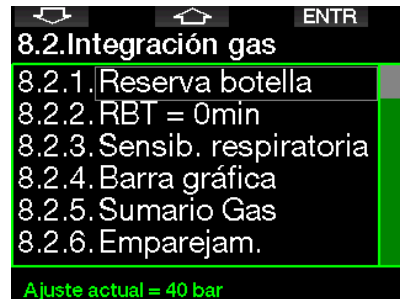 ENTR
8.2.Integración gas
8.2.1. Reserva botella
8.2.2. RBT = 0min
8.2.3. Sensib. respiratoria
8.2.4. Barra gráfica
8.2.5. Sumario Gas
8.2.6. Emparejam.
Ajuste actual = 40 bar